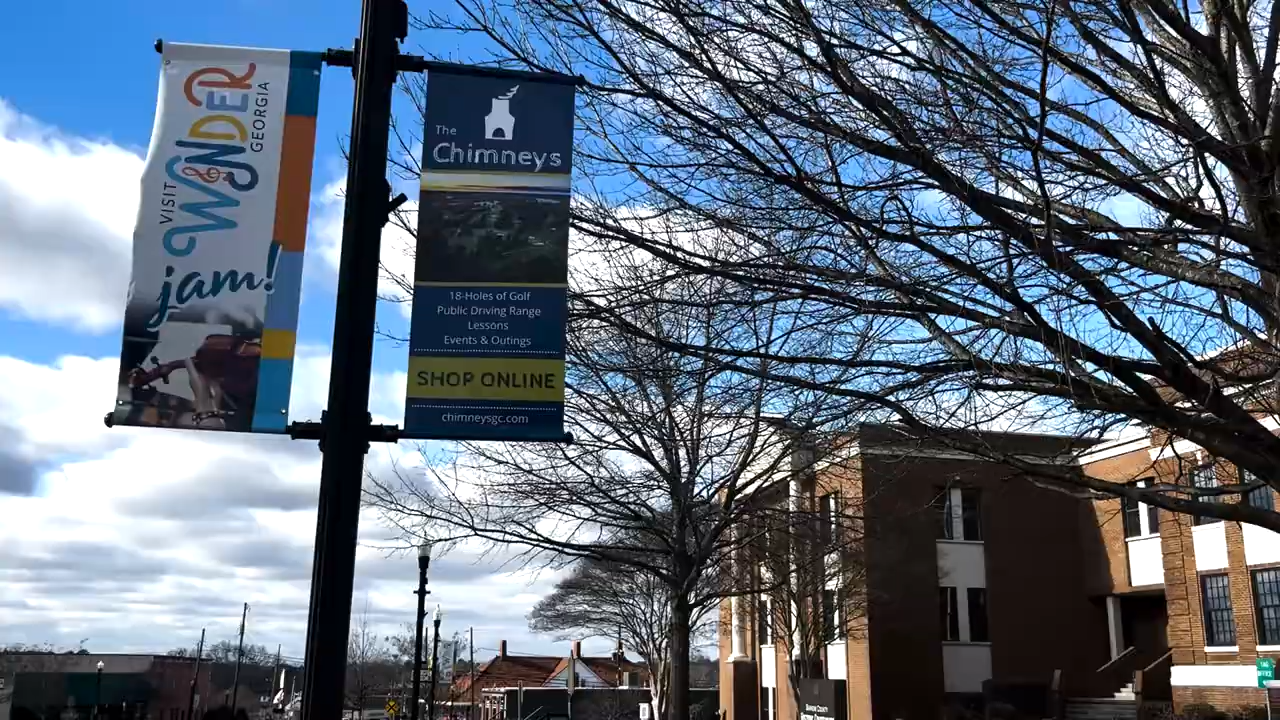 VISIT
WINDER
GEORGIA
jam!
The
Chimneys
18-Holes of Golf
Public Driving Range
Lessons
Events & Outings
SHOP ONLINE
chimneysgc.com